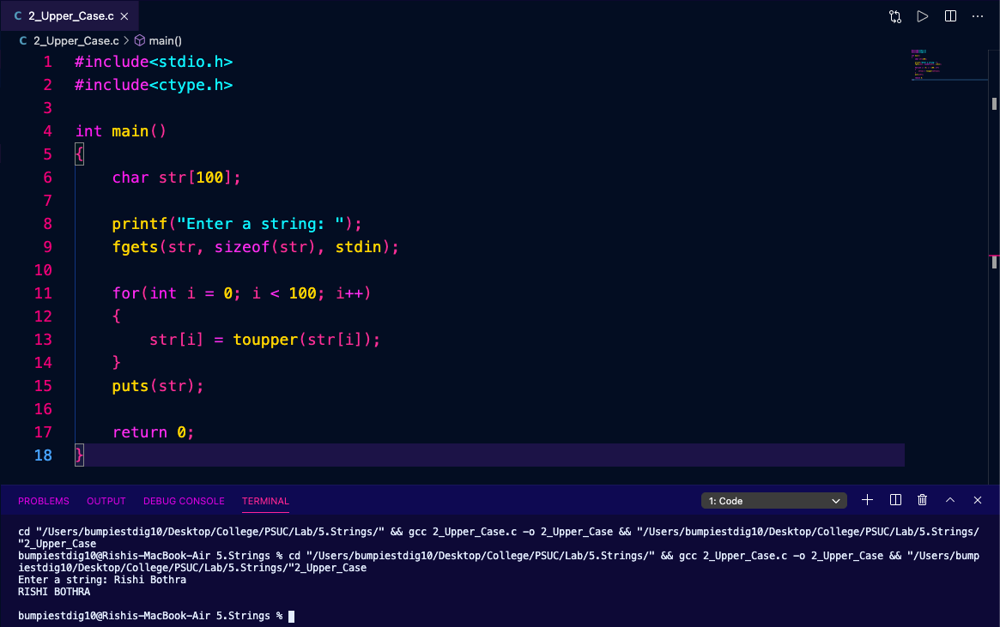 C 2_Upper_Case.c ×
C 2_Upper_Case.c > main()
1 #include<stdio.h>
2 #include<ctype.h>
3
4 int main()
5 {
6     char str[100];
7
8     printf("Enter a string: ");
9     fgets(str, sizeof(str), stdin);
10
11     for(int i = 0; i < 100; i++)
12     {
13         str[i] = toupper(str[i]);
14     }
15     puts(str);
16
17     return 0;
18 }
PROBLEMS OUTPUT DEBUG CONSOLE TERMINAL 1: Code
cd "/Users/bumpiestdig10/Desktop/College/PSUC/Lab/5.Strings/" && gcc 2_Upper_Case.c -o 2_Upper_Case && "/Users/bumpiestdig10/Desktop/College/PSUC/Lab/5.Strings/
"2_Upper_Case
bumpiestdig10@Rishis-MacBook-Air 5.Strings % cd "/Users/bumpiestdig10/Desktop/College/PSUC/Lab/5.Strings/" && gcc 2_Upper_Case.c -o 2_Upper_Case && "/Users/bump
iestdig10/Desktop/College/PSUC/Lab/5.Strings/"2_Upper_Case
Enter a string: Rishi Bothra
RISHI BOTHRA

bumpiestdig10@Rishis-MacBook-Air 5.Strings %